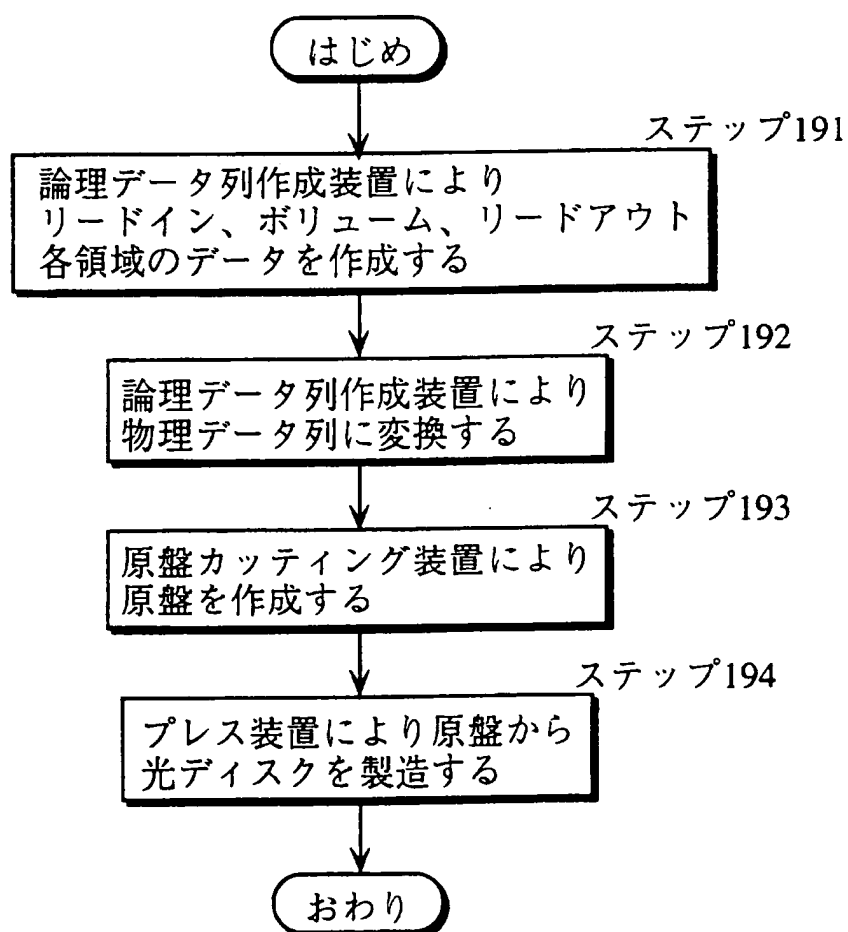 はじめ
ステップ191
論理データ列作成装置により
リードイン、ボリューム、リードアウト
各領域のデータを作成する
ステップ192
論理データ列作成装置により
物理データ列に変換する
ステップ193
原盤カッティング装置により
原盤を作成する
ステップ194
プレス装置により原盤から
光ディスクを製造する
おわり